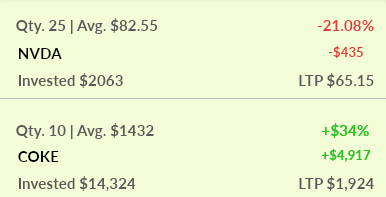 Qty. 25 | Avg. $82.55 -21.08%
NVDA -$435
Invested $2063 LTP $65.15
Qty. 10 | Avg. $1432 +$34%
COKE +$4,917
Invested $14,324 LTP $1,924